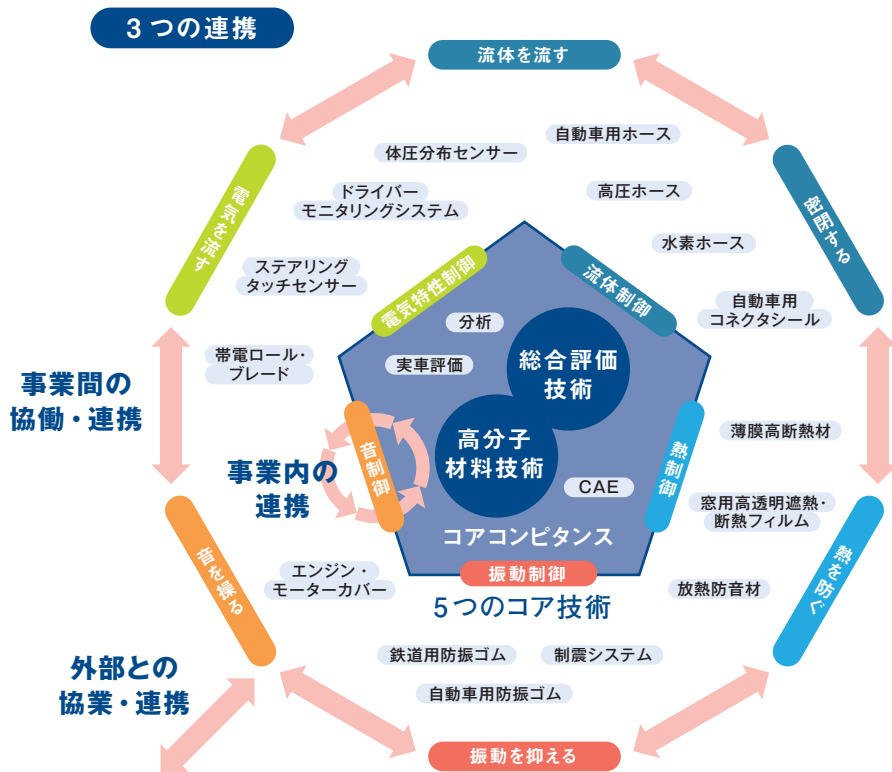 3つの連携
流体を流す
自動車用ホース
体圧分布センサー
電気を流す
ドライバー
モニタリングシステム
高圧ホース
密閉する
水素ホース
ステアリング
タッチセンサー
電気特性制御
流体制御
自動車用
コネクタシール
分析
帯電ロール・
ブレード
実車評価
総合評価
技術
事業間の
協働・連携
高分子
材料技術
音制御
熱制御
薄膜高断熱材
事業内の
連携
CAE
窓用高透明遮熱・
断熱フィルム
コアコンピタンス
音を操る
エンジン・
モーターカバー
振動制御
熱を防ぐ
放熱防音材
5つのコア技術
鉄道用防振ゴム
制震システム
外部との
協業・連携
自動車用防振ゴム
振動を抑える